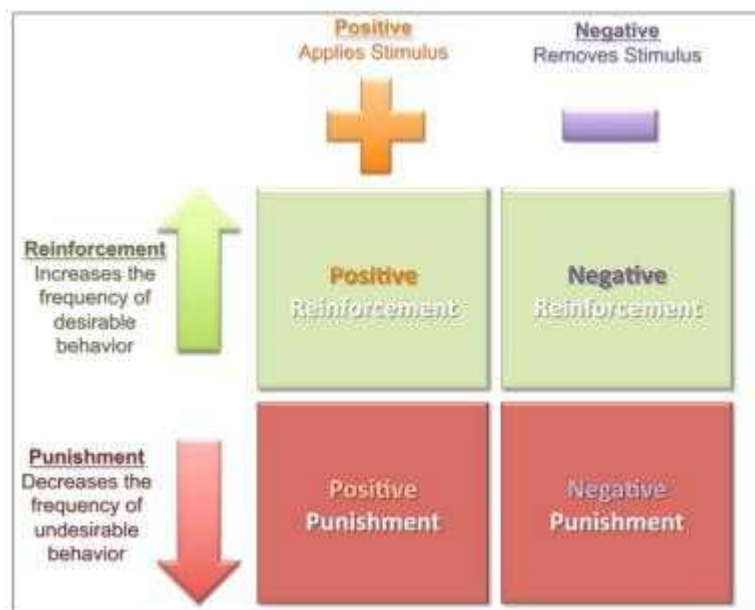 Positive
Applies Stimulus
Negative
Removes Stimulus
Reinforcement
Increases the
frequency of
desirable
behavior
Positive
Reinforcement
Negative
Reinforcement
Punishment
Decreases the
frequency of
undesirable
behavior
Positive
Punishment
Negative
Punishment